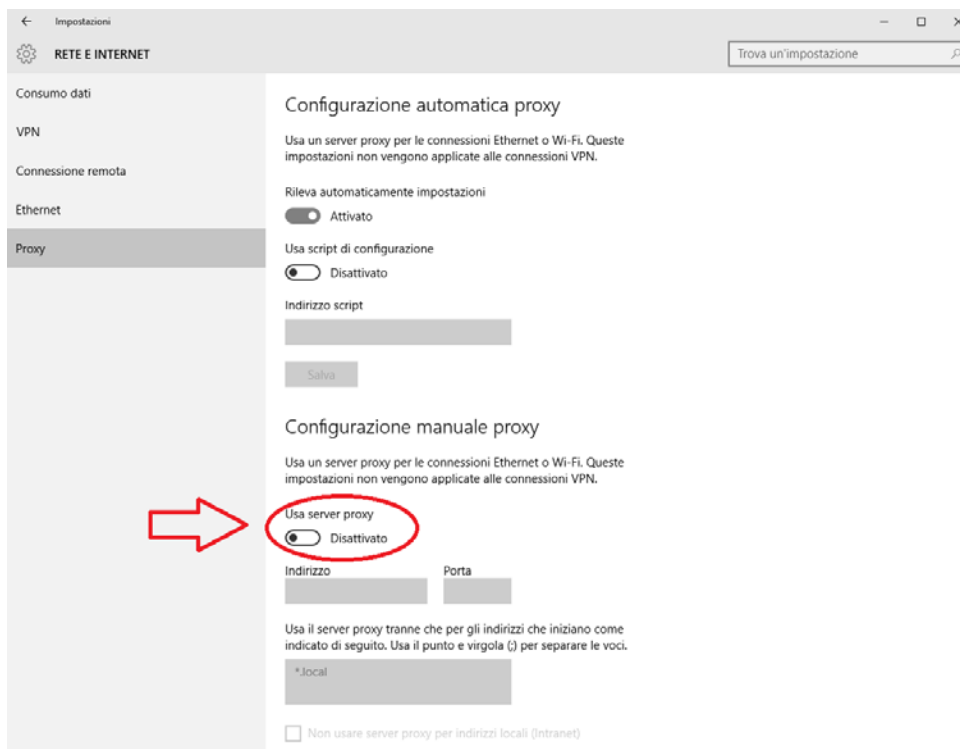 Impostazioni
RETE E INTERNET
Trova un'impostazione
Consumo dati
VPN
Connessione remota
Ethernet
Proxy
Configurazione automatica proxy
Usa un server proxy per le connessioni Ethernet o Wi-Fi. Queste
impostazioni non vengono applicate alle connessioni VPN.
Rileva automaticamente impostazioni
Attivato
Usa script di configurazione
Disattivato
Indirizzo script
Salva
Configurazione manuale proxy
Usa un server proxy per le connessioni Ethernet o Wi-Fi. Queste
impostazioni non vengono applicate alle connessioni VPN.
Usa server proxy
Disattivato
Indirizzo Porta
Usa il server proxy tranne che per gli indirizzi che iniziano come
indicato di seguito. Usa il punto e virgola (;) per separare le voci.
*.local
Non usare server proxy per indirizzi locali (Intranet)